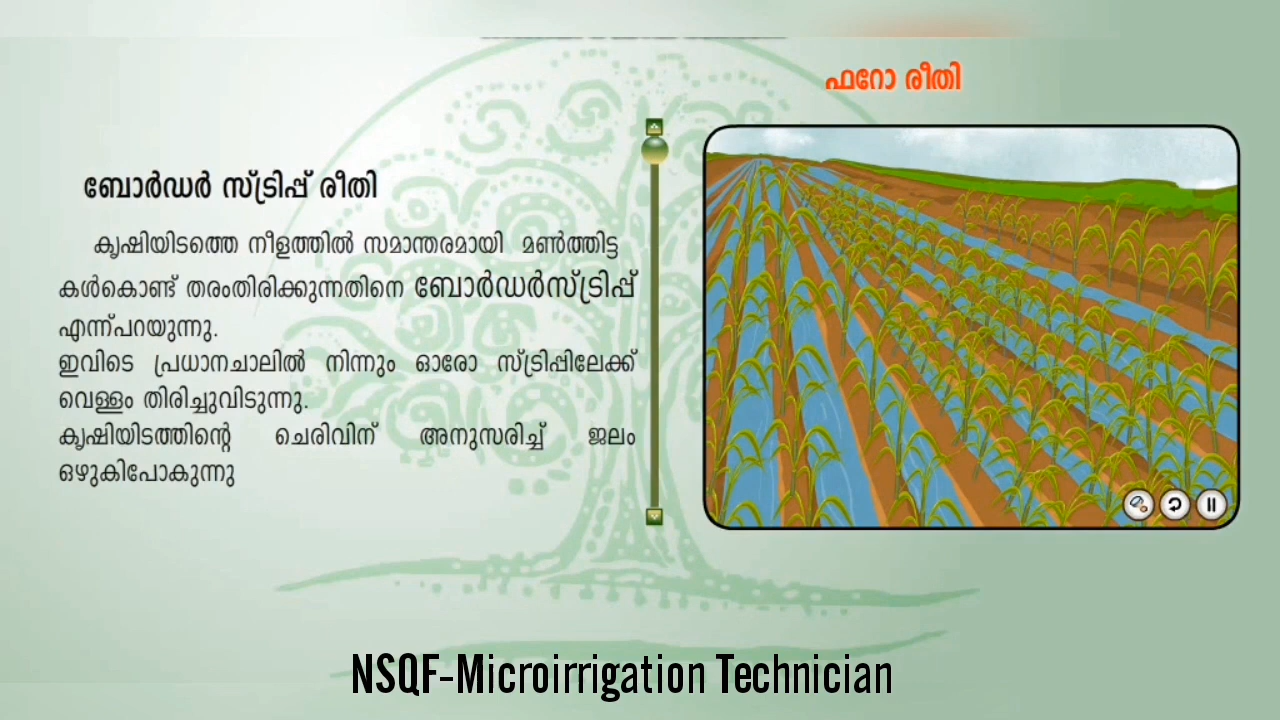 ഫറോ രീതി
ബോർഡർ സ്ട്രിപ്പ് രീതി
കൃഷിയിടത്തെ നീളത്തിൽ സമാന്തരമായി മൺത്തിട്ട
കൾകൊണ്ട് തരംതിരിക്കുന്നതിനെ ബോർഡർസ്ട്രിപ്പ്
എന്ന്പറയുന്നു.
ഇവിടെ പ്രധാനചാലിൽ നിന്നും ഓരോ സ്ട്രിപ്പിലേക്ക്
വെള്ളം തിരിച്ചുവിടുന്നു.
കൃഷിയിടത്തിന്റെ ചെരിവിന് അനുസരിച്ച് ജലം
ഒഴുകിപോകുന്നു
NSQF-Microirrigation Technician